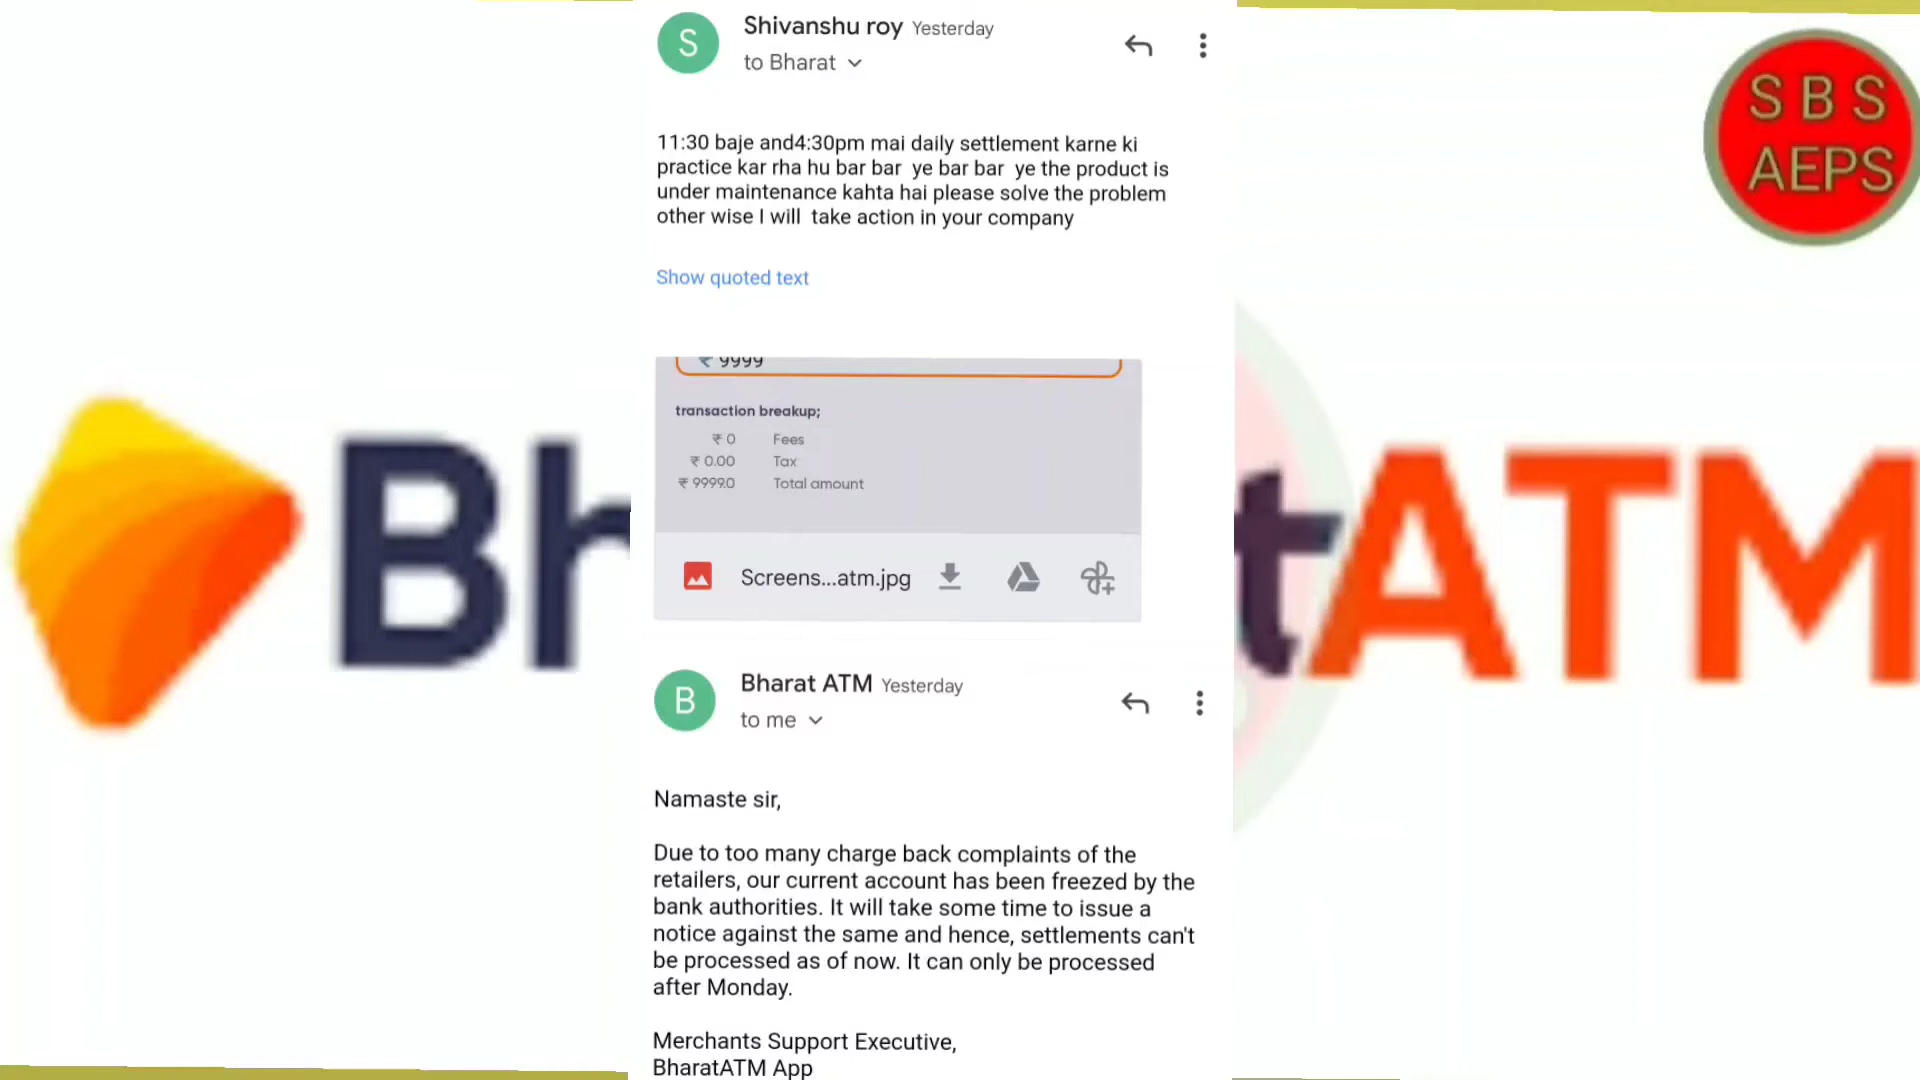 Shivanshu roy Yesterday
to Bharat
S
11:30 baje and4:30pm mai daily settlement karne ki
practice kar rha hu bar bar ye bar bar ye the product is
under maintenance kahta hai please solve the problem
other wise I will take action in your company
Show quoted text
₹ 9999
transaction breakup;
₹ 0 Fees
₹ 0.00 Tax
₹ 9999.0 Total amount
Screens...atm.jpg
B
Bharat ATM Yesterday
to me
Namaste sir,
Due to too many charge back complaints of the
retailers, our current account has been freezed by the
bank authorities. It will take some time to issue a
notice against the same and hence, settlements can't
be processed as of now. It can only be processed
after Monday.
Merchants Support Executive,
BharatATM App
Bh
tATM
S B S
AEPS